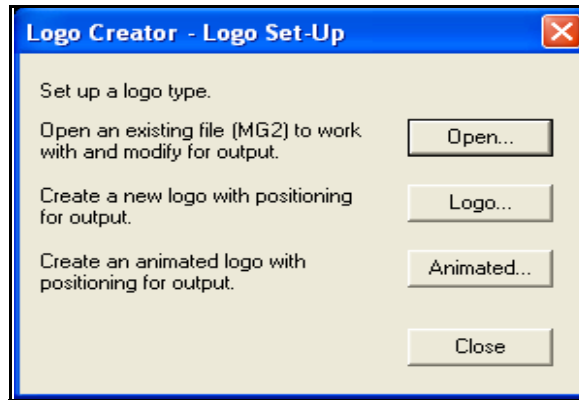 Logo Creator - Logo Set-Up
Set up a logo type.
Open an existing file (MG2) to work
with and modify for output.
Open...
Create a new logo with positioning
for output.
Logo...
Create an animated logo with
positioning for output.
Animated...
Close